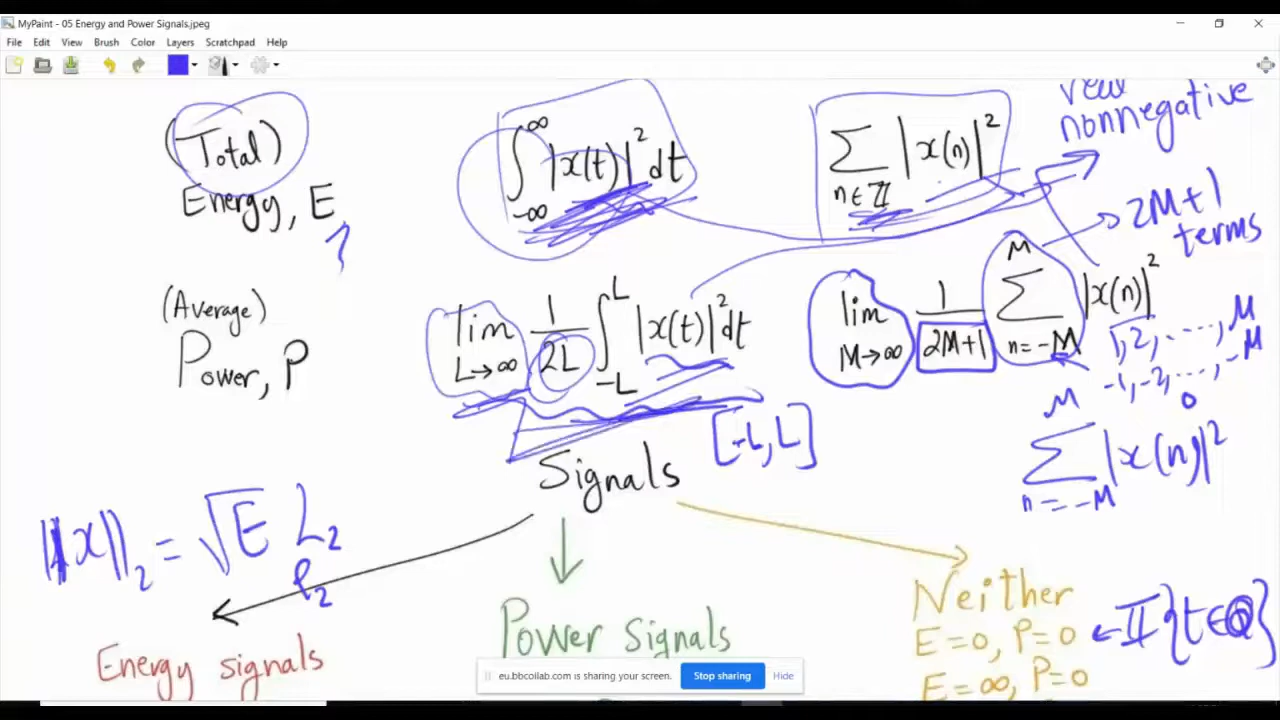 MyPaint - 05 Energy and Power Signals.jpeg
File Edit View Brush Color Layers Scratchpad Help
(Total)
Energy, E
∫_{-∞}^{∞} |x(t)|² dt
∑_{n∈ℤ} |x(n)|²
real
nonnegative
2M+1
terms
(Average)
Power, P
lim_{L→∞} 1/2L ∫_{-L}^{L} |x(t)|² dt
lim_{M→∞} 1/(2M+1) ∑_{n=-M}^{M} |x(n)|²
1, 2, ...., M
-1, -2, ..., -M
0
[-L, L]
∑_{n=-M}^{M} |x(n)|²
Signals
||x||₂ = √E L₂
ℓ₂
Energy signals
Power signals
Neither
E=0, P=0 ← 𝟙{t∈ℚ}
E=∞, P=0
eu.bbcollab.com is sharing your screen. Stop sharing Hide